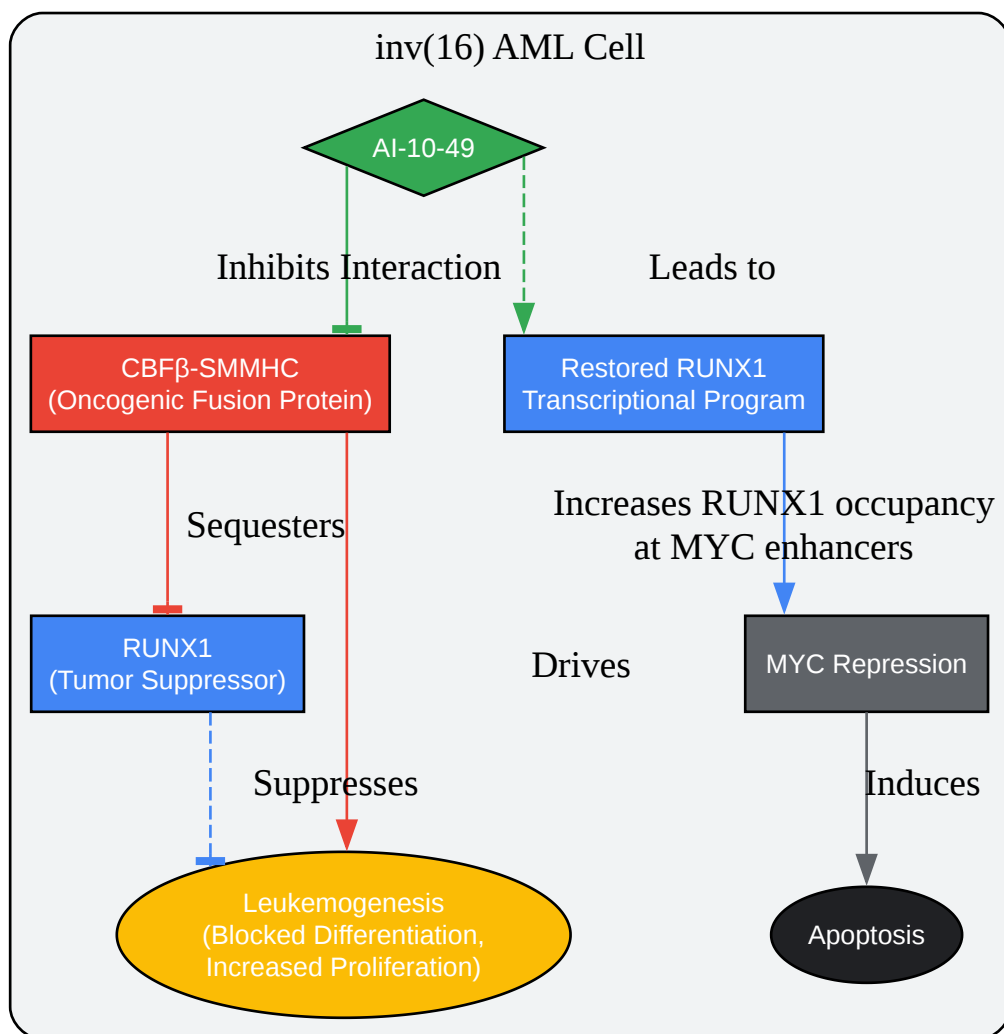 inv(16) AML Cell
AI-10-49
Inhibits Interaction
Leads to
CBFβ-SMMHC
(Oncogenic Fusion Protein)
Restored RUNX1
Transcriptional Program
Sequesters
Increases RUNX1 occupancy
at MYC enhancers
RUNX1
(Tumor Suppressor)
Drives
MYC Repression
Suppresses
Induces
Leukemogenesis
(Blocked Differentiation,
Increased Proliferation)
Apoptosis